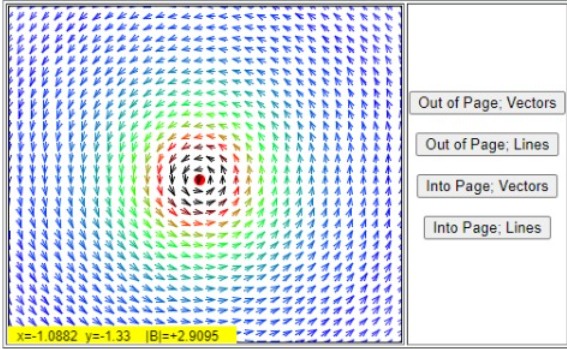 Out of Page; Vectors
Out of Page; Lines
Into Page; Vectors
Into Page; Lines
x=-1.0882 y=-1.33 |B|=+2.9095